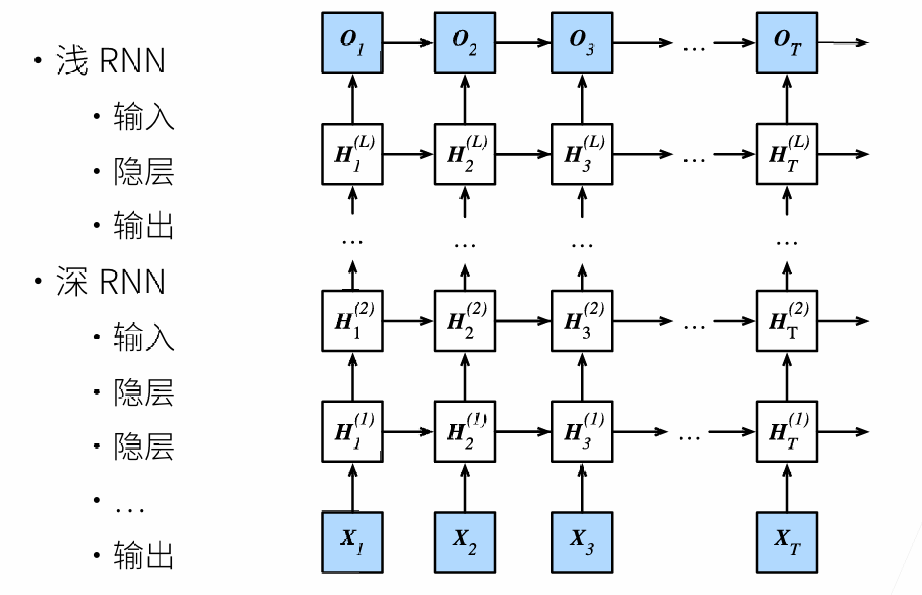 • 浅 RNN
• 输入
• 隐层
• 输出
• 深 RNN
• 输入
• 隐层
• 隐层
• …
• 输出
O_1 O_2 O_3 … O_T
H_1^(L) H_2^(L) H_3^(L) … H_T^(L)
… … … …
H_1^(2) H_2^(2) H_3^(2) … H_T^(2)
H_1^(1) H_2^(1) H_3^(1) … H_T^(1)
X_1 X_2 X_3 X_T